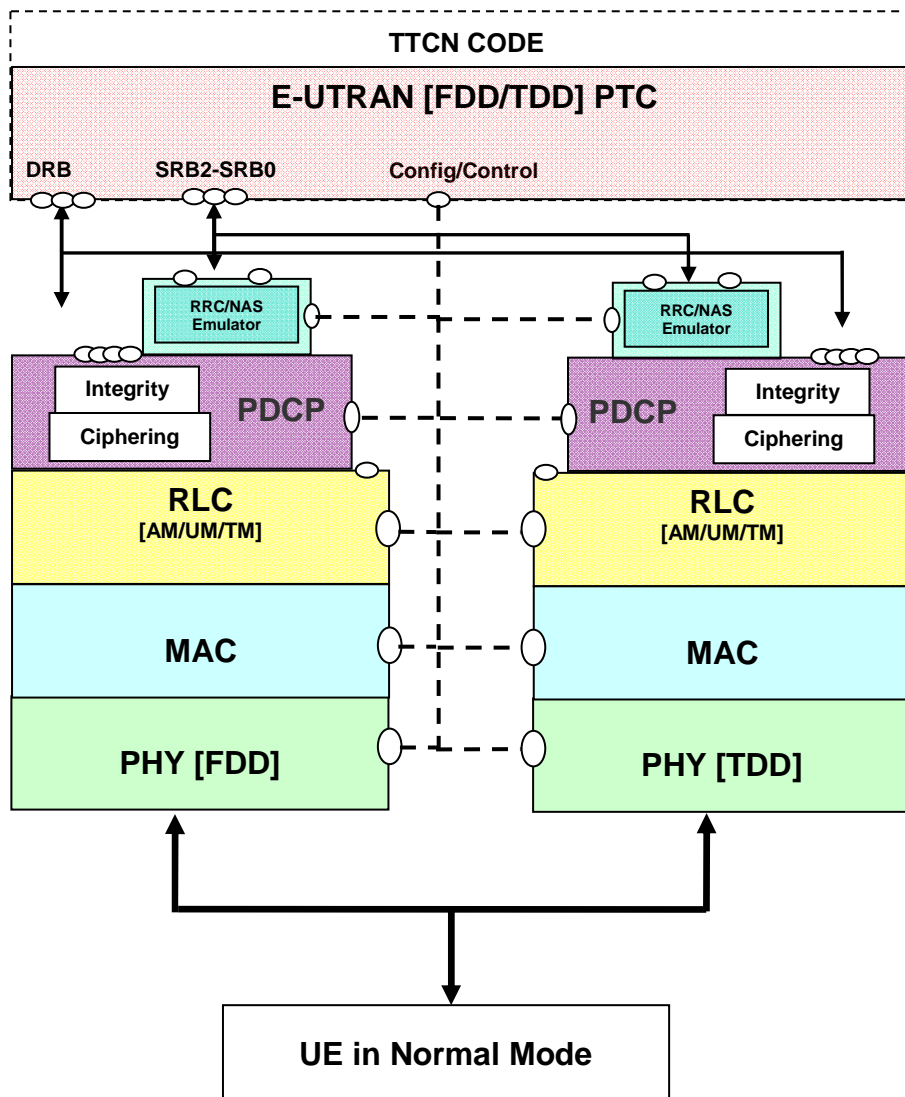 TTCN CODE
E-UTRAN [FDD/TDD] PTC
DRB
SRB2-SRB0
Config/Control
RRC/NAS
Emulator
RRC/NAS
Emulator
Integrity
Ciphering
PDCP
PDCP
Integrity
Ciphering
RLC
[AM/UM/TM]
RLC
[AM/UM/TM]
MAC
MAC
PHY [FDD]
PHY [TDD]
UE in Normal Mode